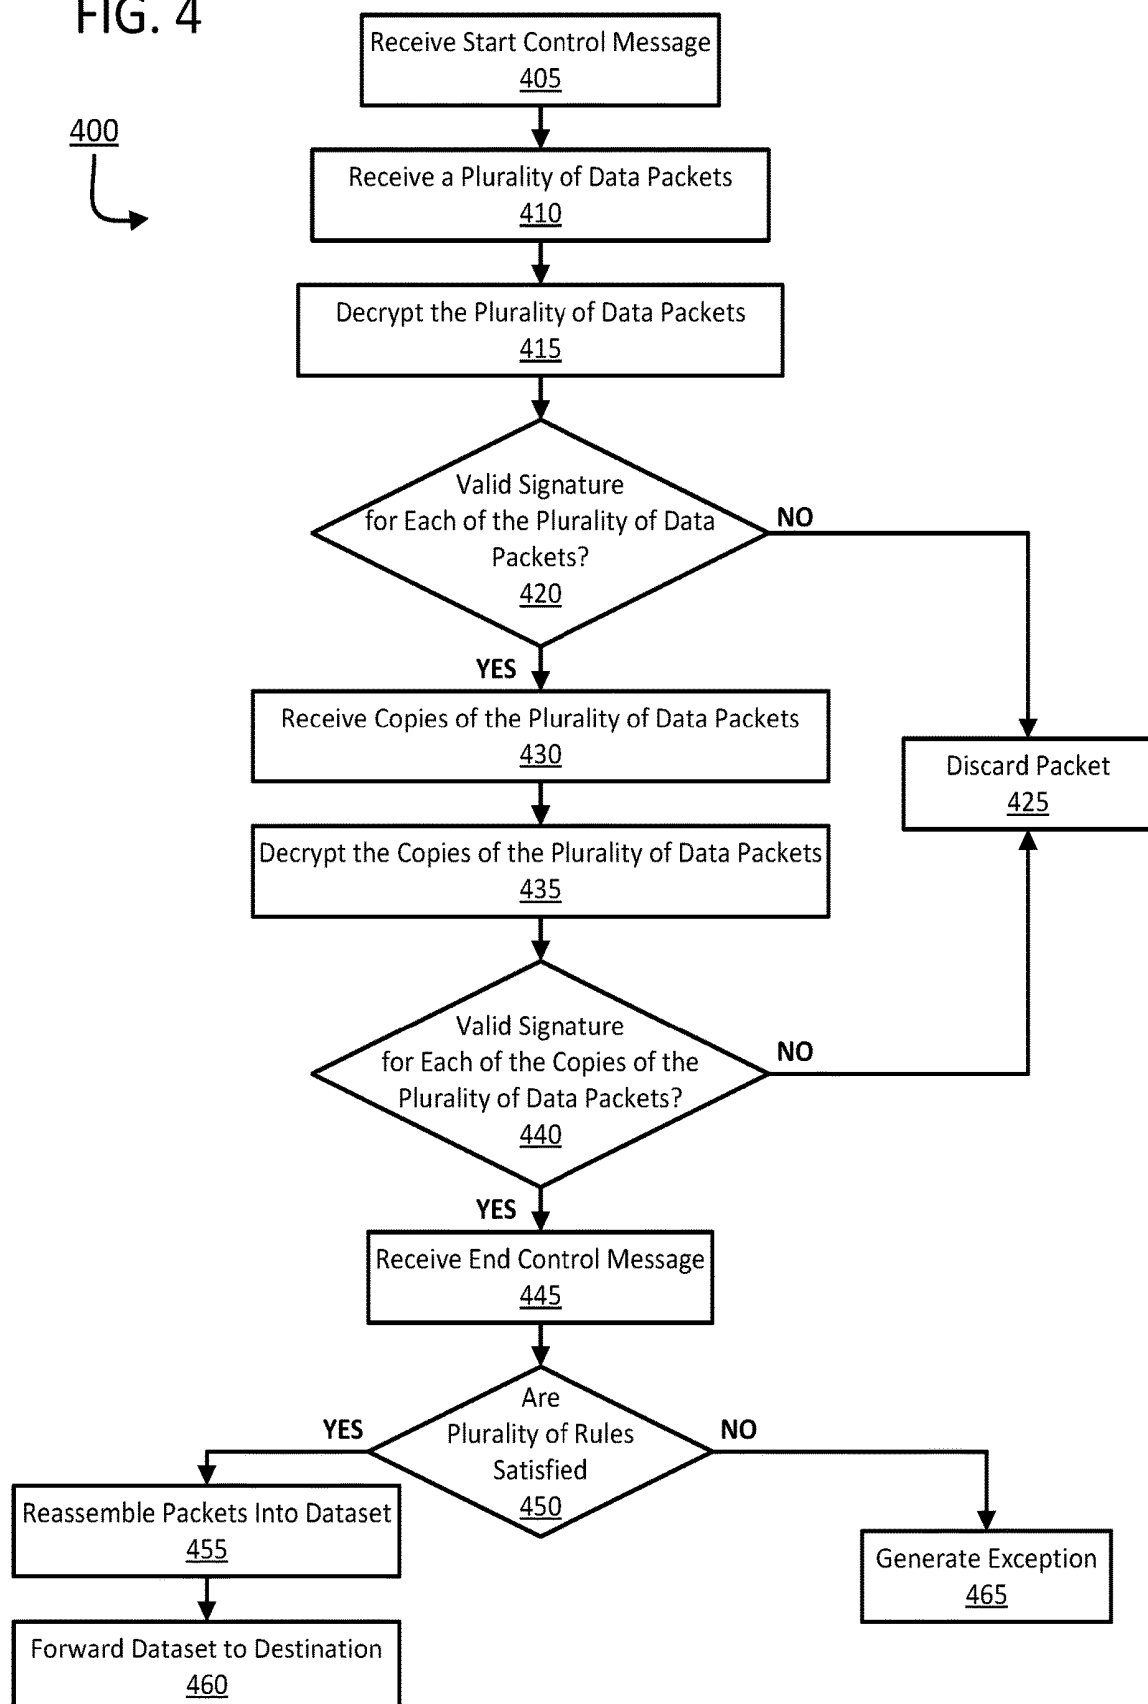 FIG. 4
Receive Start Control Message
405
400
Receive a Plurality of Data Packets
410
Decrypt the Plurality of Data Packets
415
Valid Signature
for Each of the Plurality of Data
Packets?
420
NO
YES
Receive Copies of the Plurality of Data Packets
430
Discard Packet
425
Decrypt the Copies of the Plurality of Data Packets
435
Valid Signature
for Each of the Copies of the
Plurality of Data Packets?
440
NO
YES
Receive End Control Message
445
Are
Plurality of Rules
Satisfied
450
YES
NO
Reassemble Packets Into Dataset
455
Generate Exception
465
Forward Dataset to Destination
460